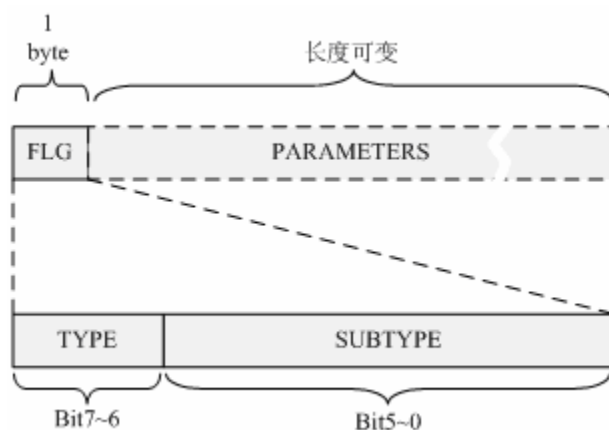 1
byte
长度可变
FLG
PARAMETERS
TYPE
SUBTYPE
Bit7~6
Bit5~0